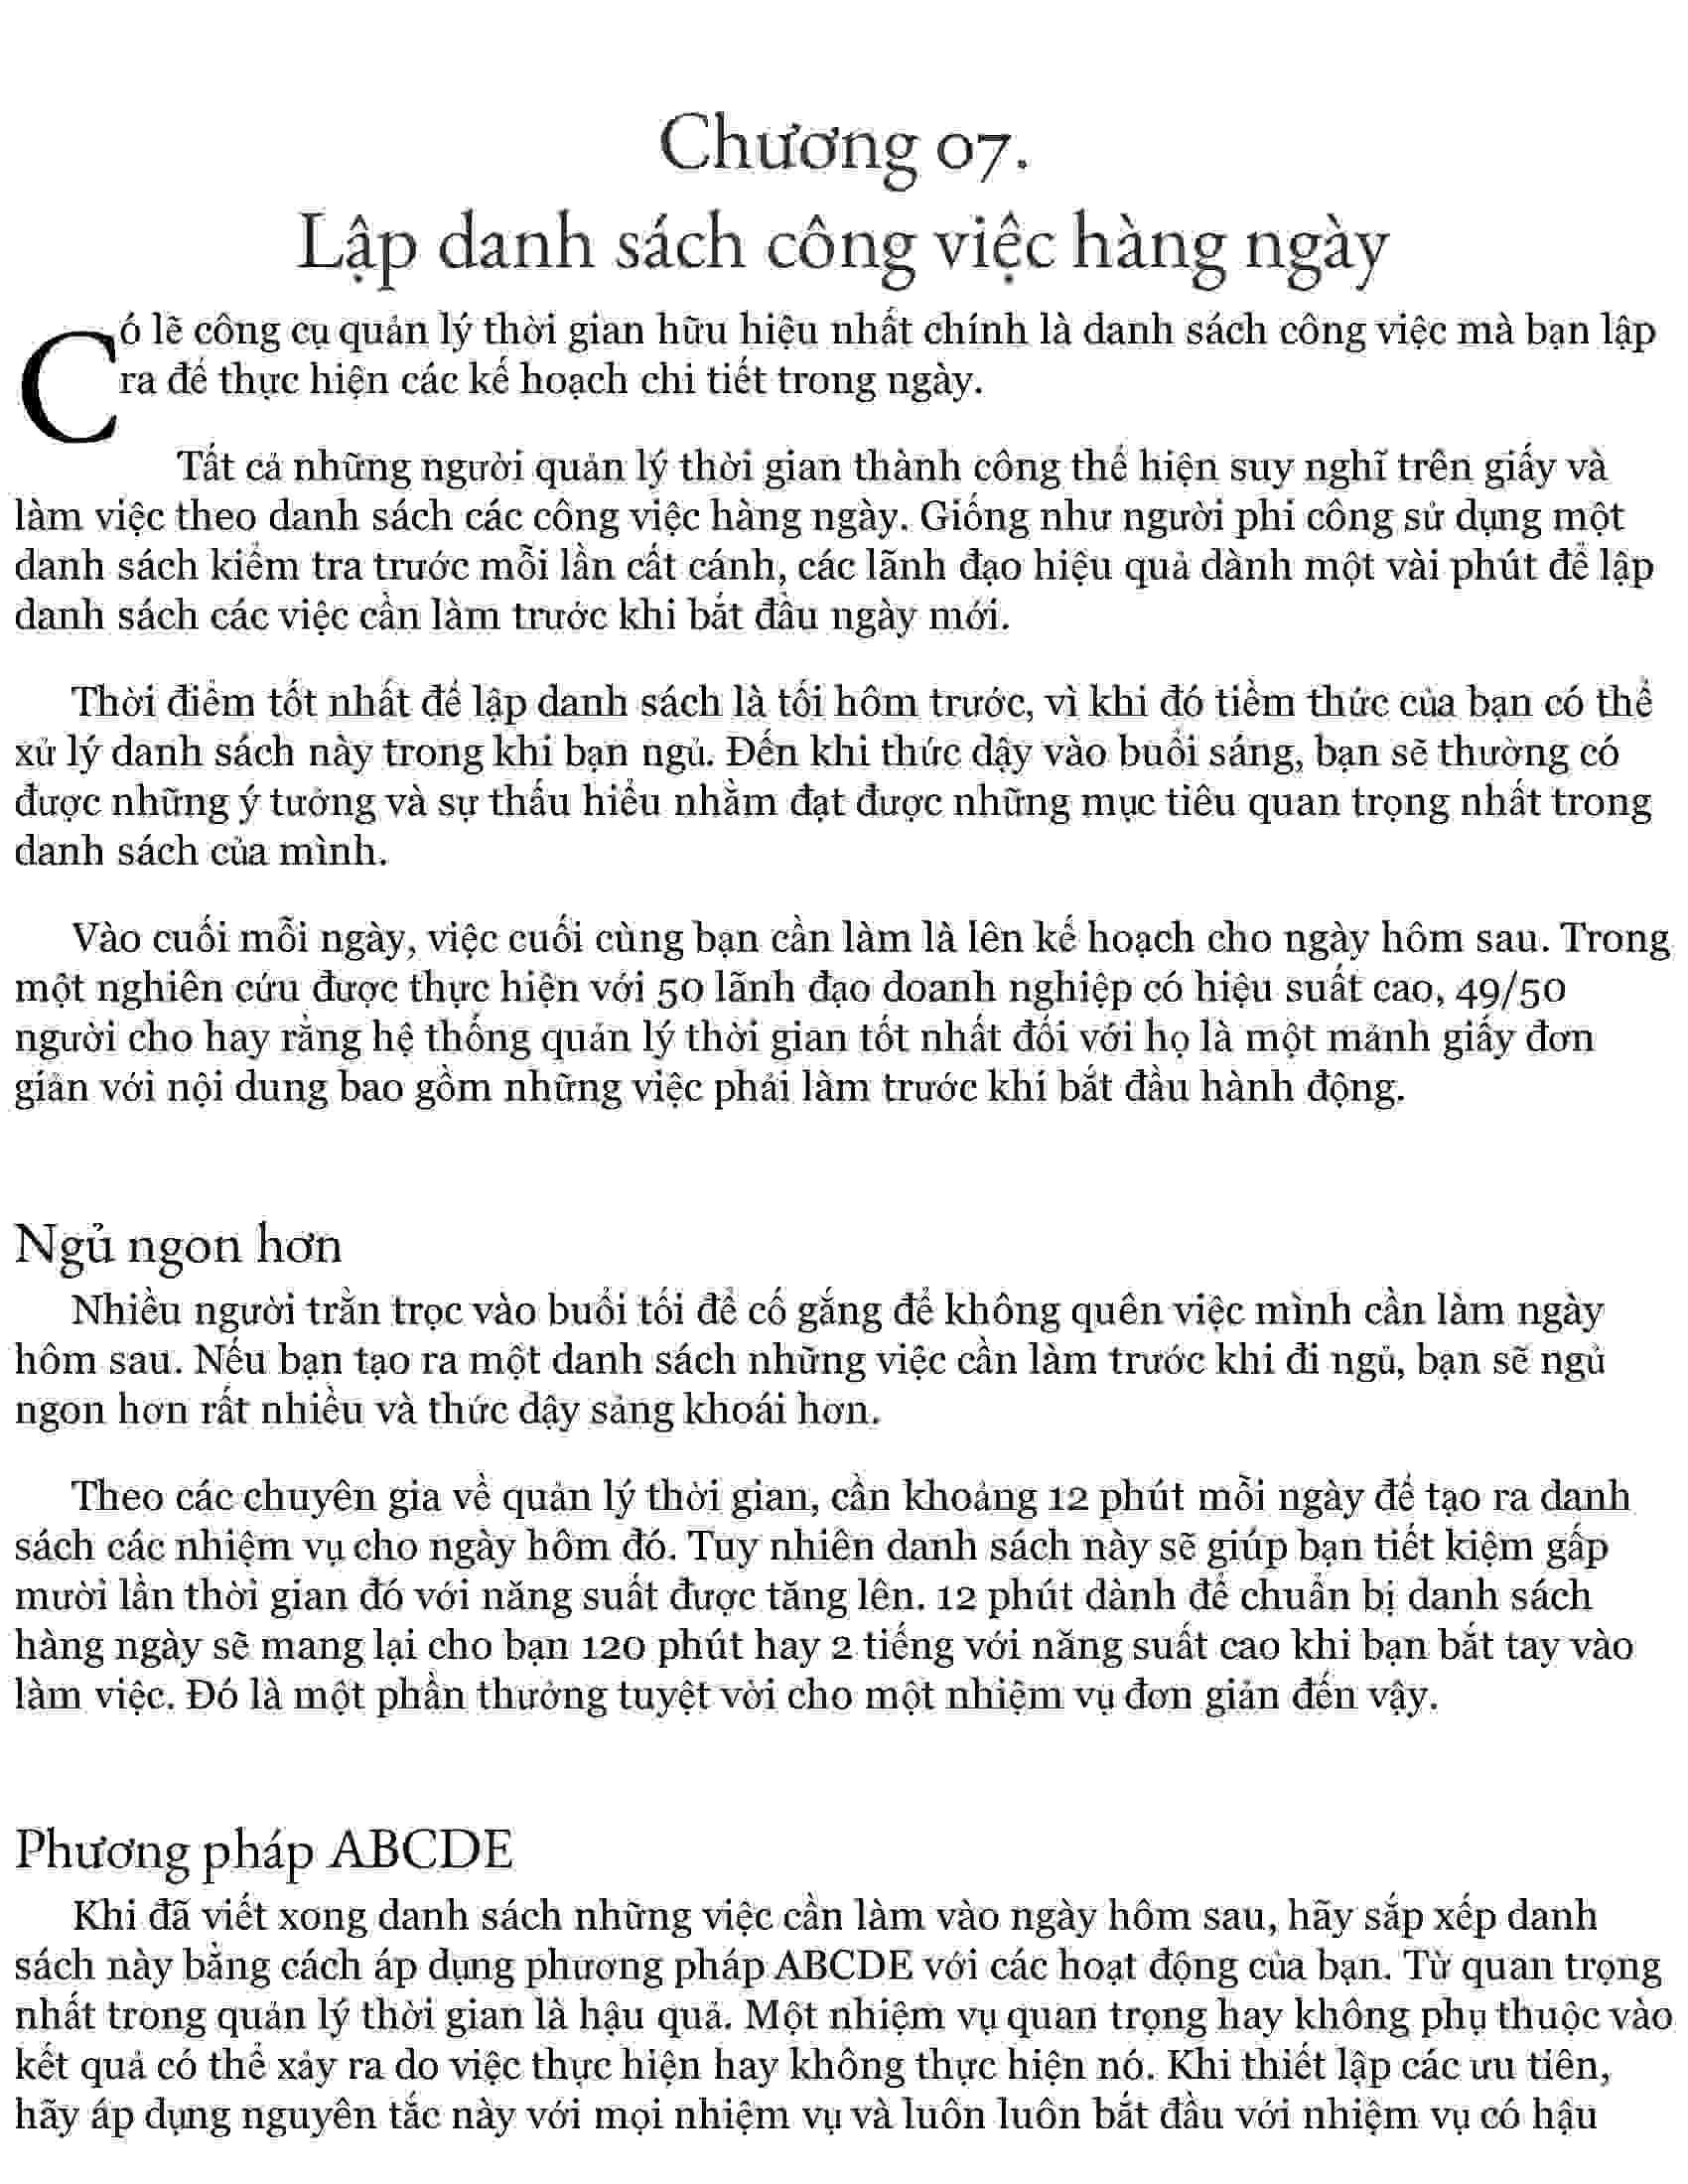 Chương 07.
Lập danh sách công việc hàng ngày
Có lẽ công cụ quản lý thời gian hữu hiệu nhất chính là danh sách công việc mà bạn lập
ra để thực hiện các kế hoạch chi tiết trong ngày.
Tất cả những người quản lý thời gian thành công thể hiện suy nghĩ trên giấy và
làm việc theo danh sách các công việc hàng ngày. Giống như người phi công sử dụng một
danh sách kiểm tra trước mỗi lần cất cánh, các lãnh đạo hiệu quả dành một vài phút để lập
danh sách các việc cần làm trước khi bắt đầu ngày mới.
Thời điểm tốt nhất để lập danh sách là tối hôm trước, vì khi đó tiềm thức của bạn có thể
xử lý danh sách này trong khi bạn ngủ. Đến khi thức dậy vào buổi sáng, bạn sẽ thường có
được những ý tưởng và sự thấu hiểu nhằm đạt được những mục tiêu quan trọng nhất trong
danh sách của mình.
Vào cuối mỗi ngày, việc cuối cùng bạn cần làm là lên kế hoạch cho ngày hôm sau. Trong
một nghiên cứu được thực hiện với 50 lãnh đạo doanh nghiệp có hiệu suất cao, 49/50
người cho hay rằng hệ thống quản lý thời gian tốt nhất đối với họ là một mảnh giấy đơn
giản với nội dung bao gồm những việc phải làm trước khi bắt đầu hành động.
Ngủ ngon hơn
Nhiều người trằn trọc vào buổi tối để cố gắng để không quên việc mình cần làm ngày
hôm sau. Nếu bạn tạo ra một danh sách những việc cần làm trước khi đi ngủ, bạn sẽ ngủ
ngon hơn rất nhiều và thức dậy sảng khoái hơn.
Theo các chuyên gia về quản lý thời gian, cần khoảng 12 phút mỗi ngày để tạo ra danh
sách các nhiệm vụ cho ngày hôm đó. Tuy nhiên danh sách này sẽ giúp bạn tiết kiệm gấp
mười lần thời gian đó với năng suất được tăng lên. 12 phút dành để chuẩn bị danh sách
hàng ngày sẽ mang lại cho bạn 120 phút hay 2 tiếng với năng suất cao khi bạn bắt tay vào
làm việc. Đó là một phần thưởng tuyệt vời cho một nhiệm vụ đơn giản đến vậy.
Phương pháp ABCDE
Khi đã viết xong danh sách những việc cần làm vào ngày hôm sau, hãy sắp xếp danh
sách này bằng cách áp dụng phương pháp ABCDE với các hoạt động của bạn. Từ quan trọng
nhất trong quản lý thời gian là hậu quả. Một nhiệm vụ quan trọng hay không phụ thuộc vào
kết quả có thể xảy ra do việc thực hiện hay không thực hiện nó. Khi thiết lập các ưu tiên,
hãy áp dụng nguyên tắc này với mọi nhiệm vụ và luôn luôn bắt đầu với nhiệm vụ có hậu